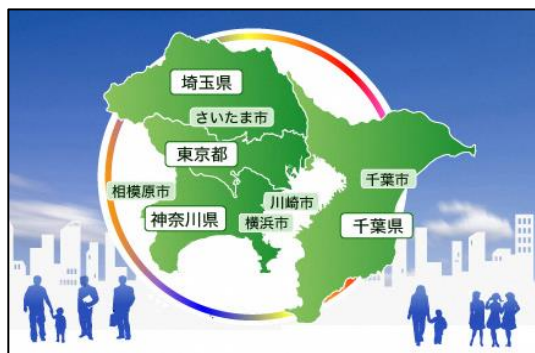 埼玉県
さいたま市
東京都
千葉市
相模原市
川崎市
神奈川県
横浜市
千葉県